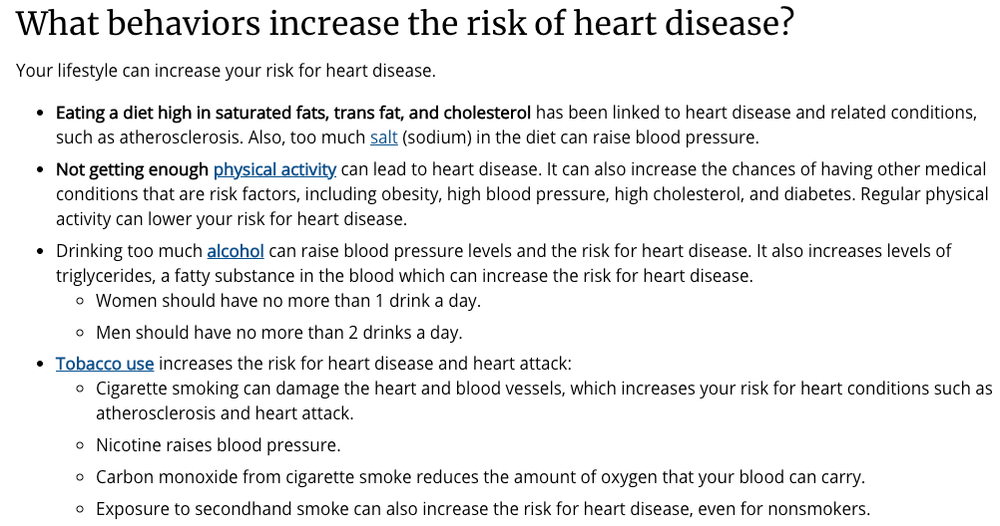 What behaviors increase the risk of heart disease?
Your lifestyle can increase your risk for heart disease.
• Eating a diet high in saturated fats, trans fat, and cholesterol has been linked to heart disease and related conditions,
such as atherosclerosis. Also, too much salt (sodium) in the diet can raise blood pressure.
• Not getting enough physical activity can lead to heart disease. It can also increase the chances of having other medical
conditions that are risk factors, including obesity, high blood pressure, high cholesterol, and diabetes. Regular physical
activity can lower your risk for heart disease.
• Drinking too much alcohol can raise blood pressure levels and the risk for heart disease. It also increases levels of
triglycerides, a fatty substance in the blood which can increase the risk for heart disease.
◦ Women should have no more than 1 drink a day.
◦ Men should have no more than 2 drinks a day.
• Tobacco use increases the risk for heart disease and heart attack:
◦ Cigarette smoking can damage the heart and blood vessels, which increases your risk for heart conditions such as
atherosclerosis and heart attack.
◦ Nicotine raises blood pressure.
◦ Carbon monoxide from cigarette smoke reduces the amount of oxygen that your blood can carry.
◦ Exposure to secondhand smoke can also increase the risk for heart disease, even for nonsmokers.